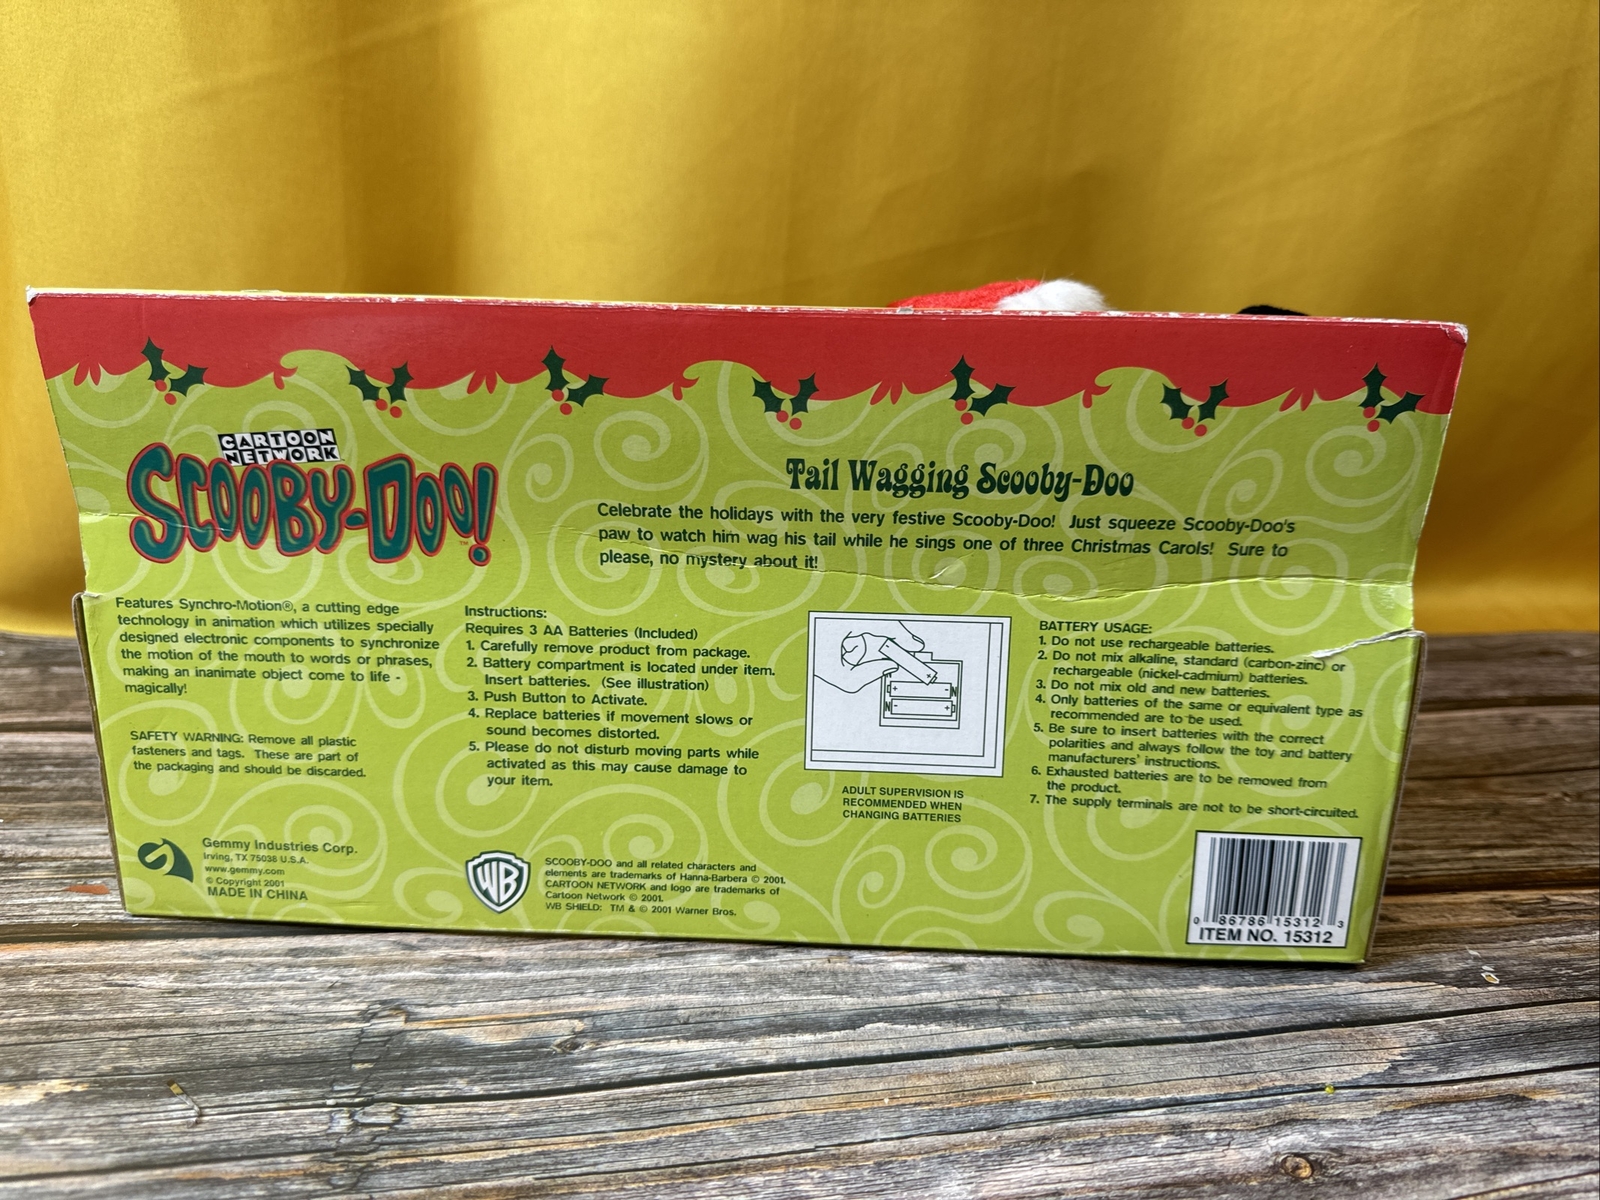 CARTOON
NETWORK
SCOOBY-DOO!
TM
Tail Wagging Scooby-Doo
Celebrate the holidays with the very festive Scooby-Doo! Just squeeze Scooby-Doo's
paw to watch him wag his tail while he sings one of three Christmas Carols! Sure to
please, no mystery about it!
Features Synchro-Motion®, a cutting edge
technology in animation which utilizes specially
designed electronic components to synchronize
the motion of the mouth to words or phrases,
making an inanimate object come to life -
magically!
SAFETY WARNING: Remove all plastic
fasteners and tags. These are part of
the packaging and should be discarded.
Instructions:
Requires 3 AA Batteries (Included)
1. Carefully remove product from package.
2. Battery compartment is located under item.
Insert batteries. (See illustration)
3. Push Button to Activate.
4. Replace batteries if movement slows or
sound becomes distorted.
5. Please do not disturb moving parts while
activated as this may cause damage to
your item.
+ - N
N - +
ADULT SUPERVISION IS
RECOMMENDED WHEN
CHANGING BATTERIES
BATTERY USAGE:
1. Do not use rechargeable batteries.
2. Do not mix alkaline, standard (carbon-zinc) or
rechargeable (nickel-cadmium) batteries.
3. Do not mix old and new batteries.
4. Only batteries of the same or equivalent type as
recommended are to be used.
5. Be sure to insert batteries with the correct
polarities and always follow the toy and battery
manufacturers' instructions.
6. Exhausted batteries are to be removed from
the product.
7. The supply terminals are not to be short-circuited.
Gemmy Industries Corp.
Irving, TX 75038 U.S.A.
www.gemmy.com
© Copyright 2001
MADE IN CHINA
WB
SCOOBY-DOO and all related characters and
elements are trademarks of Hanna-Barbera © 2001.
CARTOON NETWORK and logo are trademarks of
Cartoon Network © 2001.
WB SHIELD: TM & © 2001 Warner Bros.
0 86786 15312 3
ITEM NO. 15312